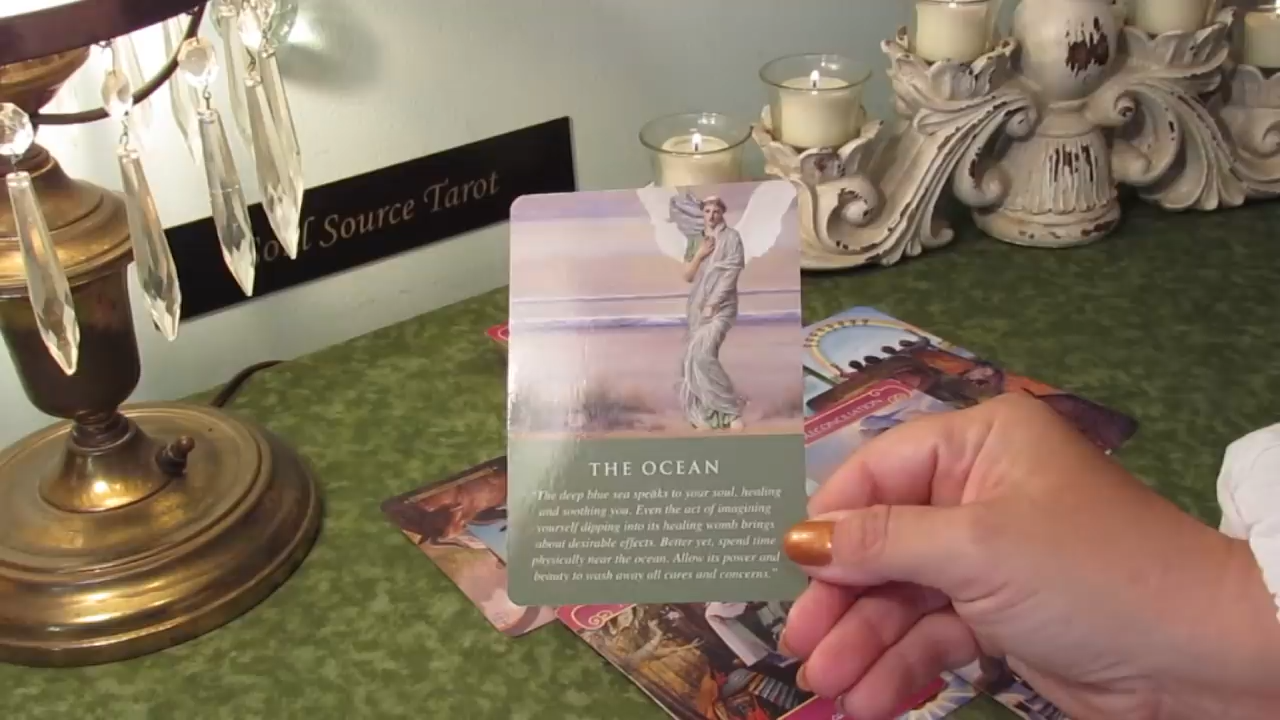 Soul Source Tarot
THE OCEAN
"The deep blue sea speaks to your soul, healing
and soothing you. Even the act of imagining
yourself dipping into its healing womb brings
about desirable effects. Better yet, spend time
physically near the ocean. Allow its power and
beauty to wash away all cares and concerns."
RECONCILIATION